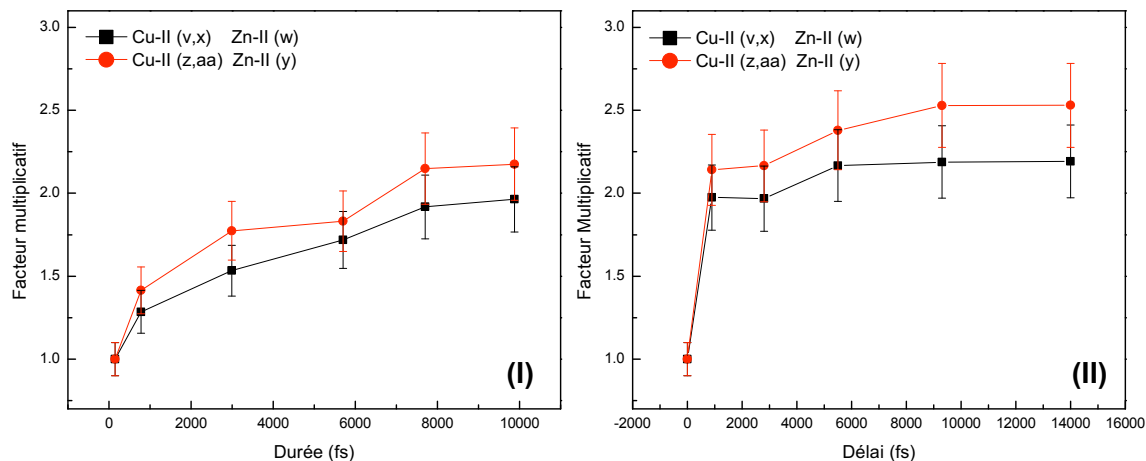 Cu-II (v,x) Zn-II (w)
Cu-II (z,aa) Zn-II (y)
3.0
2.5
2.0
1.5
1.0
Facteur multiplicatif
(I)
0 2000 4000 6000 8000 10000
Durée (fs)
Cu-II (v,x) Zn-II (w)
Cu-II (z,aa) Zn-II (y)
3.0
2.5
2.0
1.5
1.0
Facteur Multiplicatif
(II)
-2000 0 2000 4000 6000 8000 10000 12000 14000 16000
Délai (fs)